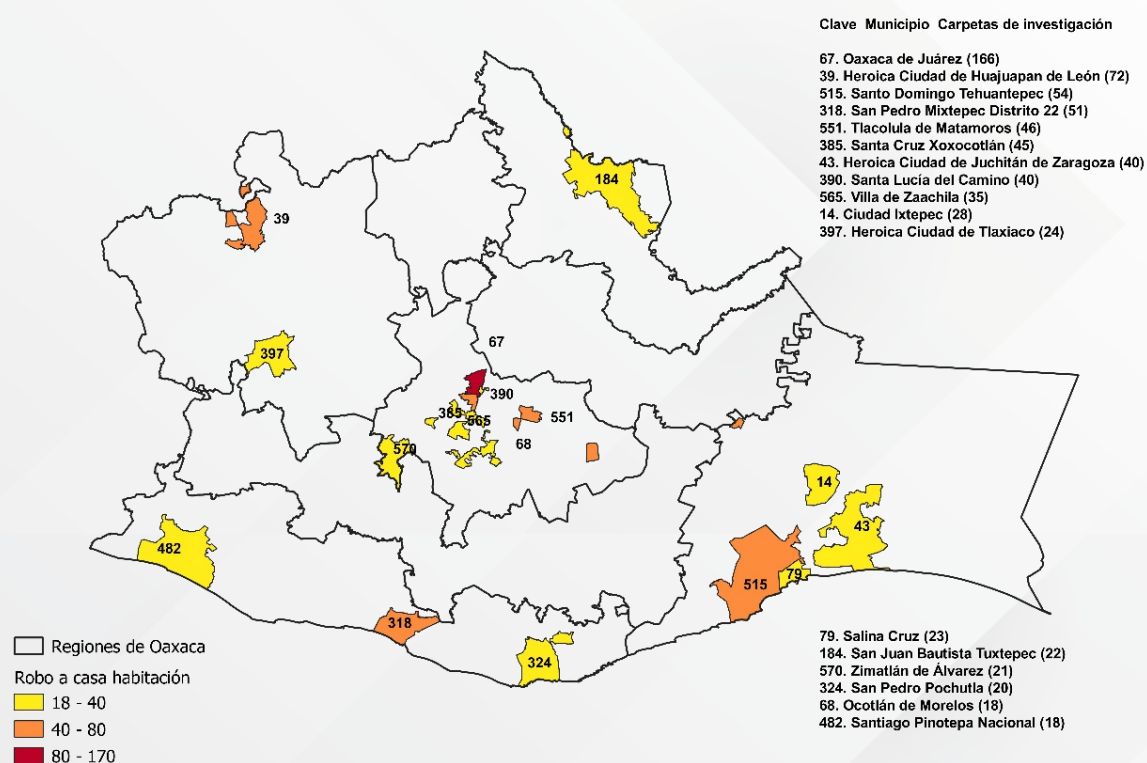 Clave Municipio Carpetas de investigación
67. Oaxaca de Juárez (166)
39. Heroica Ciudad de Huajuapan de León (72)
515. Santo Domingo Tehuantepec (54)
318. San Pedro Mixtepec Distrito 22 (51)
551. Tlacolula de Matamoros (46)
385. Santa Cruz Xoxocotlán (45)
43. Heroica Ciudad de Juchitán de Zaragoza (40)
390. Santa Lucía del Camino (40)
565. Villa de Zaachila (35)
14. Ciudad Ixtepec (28)
397. Heroica Ciudad de Tlaxiaco (24)
184
39
67
397
390
385
565
551
68
570
14
43
482
79
515
318
324
Regiones de Oaxaca
Robo a casa habitación
18 - 40
40 - 80
80 - 170
79. Salina Cruz (23)
184. San Juan Bautista Tuxtepec (22)
570. Zimatlán de Álvarez (21)
324. San Pedro Pochutla (20)
68. Ocotlán de Morelos (18)
482. Santiago Pinotepa Nacional (18)